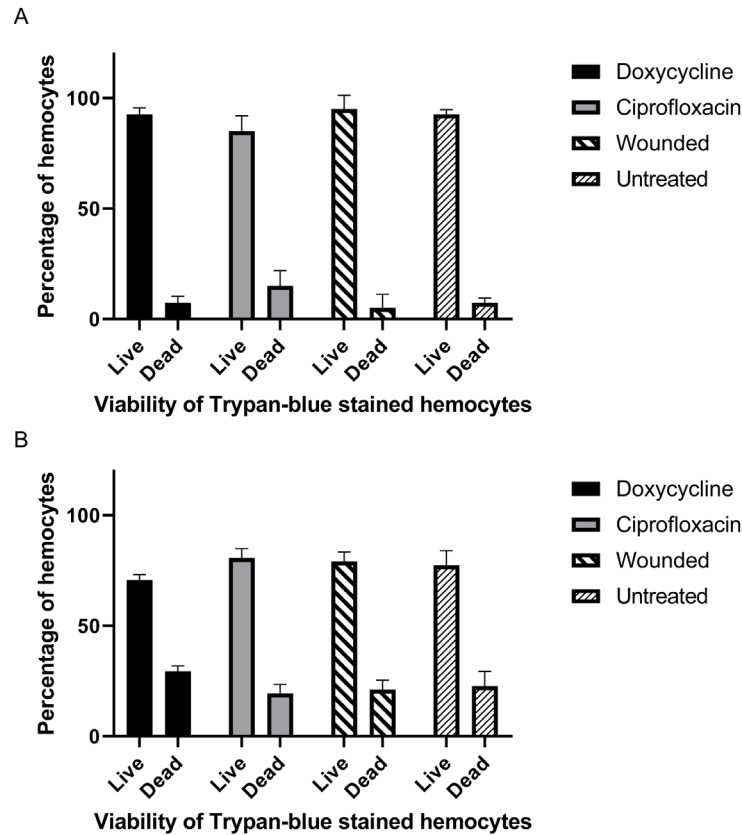 A
Percentage of hemocytes
100
50
0
Live Dead Live Dead Live Dead Live Dead
Viability of Trypan-blue stained hemocytes
Doxycycline
Ciprofloxacin
Wounded
Untreated
B
Percentage of hemocytes
100
50
0
Live Dead Live Dead Live Dead Live Dead
Viability of Trypan-blue stained hemocytes
Doxycycline
Ciprofloxacin
Wounded
Untreated